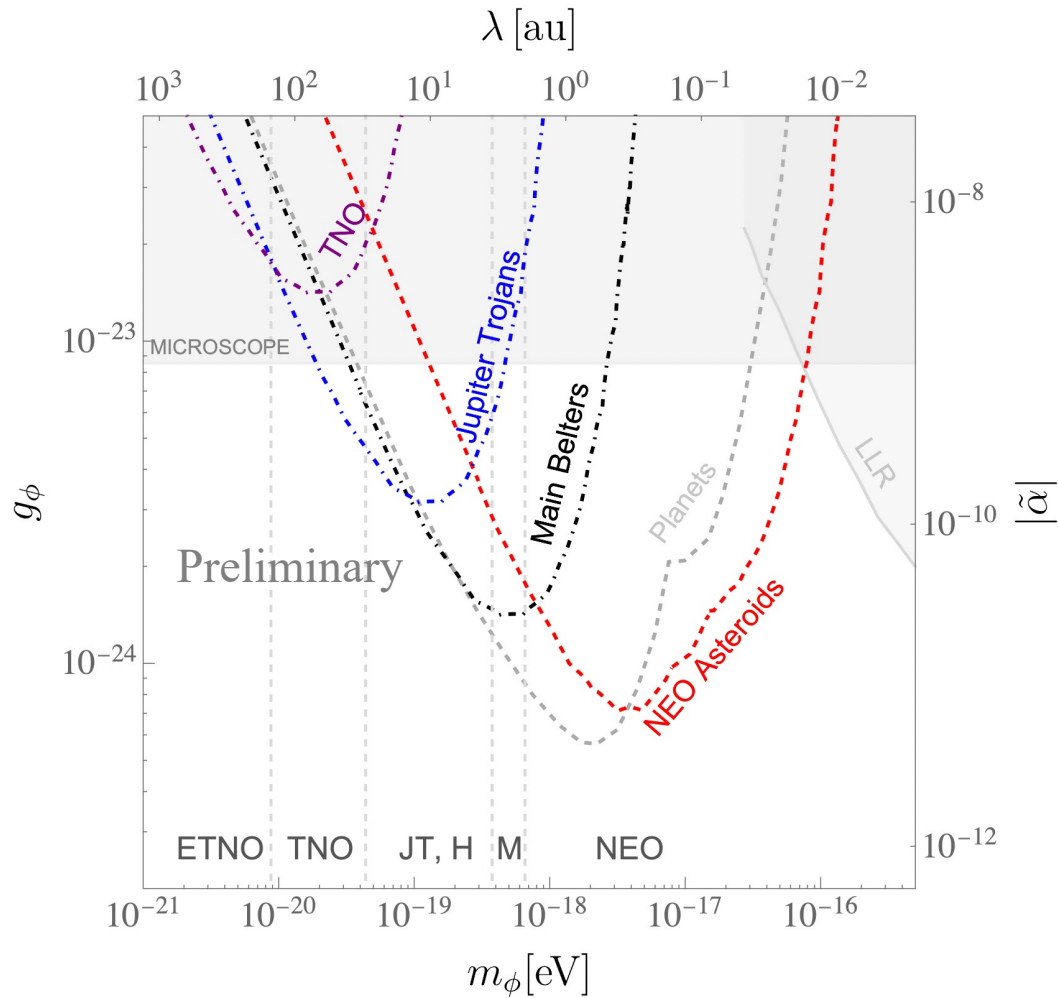 λ [au]
10³ 10² 10¹ 10⁰ 10⁻¹ 10⁻²
10⁻⁸
TNO
Jupiter Trojans
10⁻²³
MICROSCOPE
Main Belters
LLR
Planets
g_ϕ
10⁻¹⁰
|α̃|
Preliminary
NEO Asteroids
10⁻²⁴
10⁻¹²
ETNO TNO JT, H M NEO
10⁻²¹ 10⁻²⁰ 10⁻¹⁹ 10⁻¹⁸ 10⁻¹⁷ 10⁻¹⁶
m_ϕ[eV]